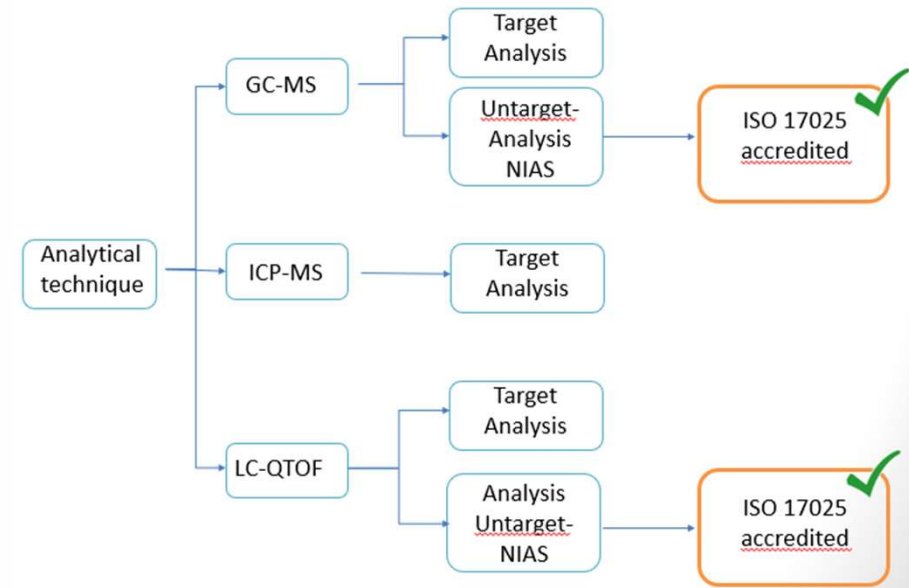 Target
Analysis
GC-MS
Untarget-
Analysis
NIAS
ISO 17025
accredited
Analytical
technique
ICP-MS
Target
Analysis
Target
Analysis
LC-QTOF
Analysis
Untarget-
NIAS
ISO 17025
accredited